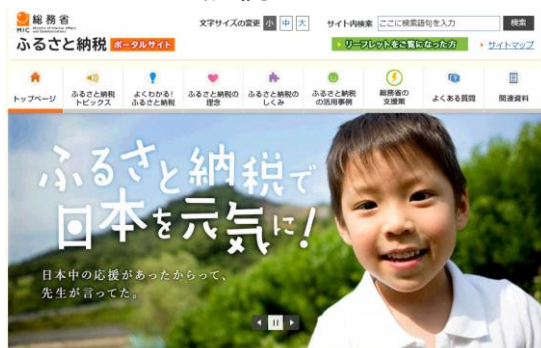 総務省
MIC Ministry of Internal Affairs and Communications
文字サイズの変更 小 中 大
サイト内検索 ここに検索語句を入力 検索
ふるさと納税 ポータルサイト
リーフレットをご覧になった方
サイトマップ
トップページ
ふるさと納税
トピックス
よくわかる!
ふるさと納税
ふるさと納税の
理念
ふるさと納税の
しくみ
ふるさと納税
の活用事例
総務省の
支援策
よくある質問
関連資料
ふるさと納税で
日本を元気に!
日本中の応援があったからって、
先生が言ってた。